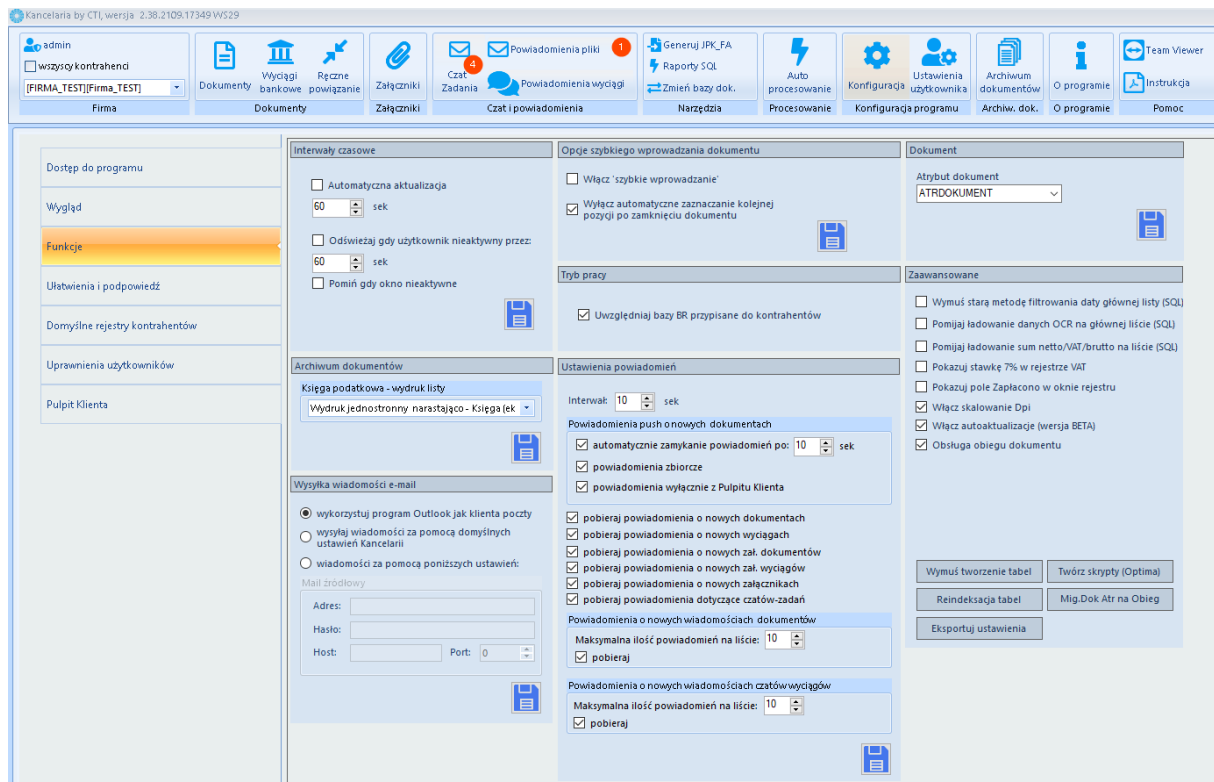 Kancelaria by CTI, wersja 2.38.2109.17349 WS29
admin
wszyscy kontrahenci
[FIRMA_TEST][Firma_TEST]
Firma
Dokumenty
Wyciągi
bankowe
Ręczne
powiązanie
Dokumenty
Załączniki
Załączniki
Czat
Zadania
4
Powiadomienia pliki
1
Powiadomienia wyciągi
Czat i powiadomienia
Generuj JPK_FA
Raporty SQL
Zmień bazy dok.
Narzędzia
Auto
procesowanie
Procesowanie
Konfiguracja
Ustawienia
użytkownika
Konfiguracja programu
Archiwum
dokumentów
Archiw. dok.
O programie
O programie
Team Viewer
Instrukcja
Pomoc
Dostęp do programu
Wygląd
Funkcje
Ułatwienia i podpowiedź
Domyślne rejestry kontrahentów
Uprawnienia użytkowników
Pulpit Klienta
Interwały czasowe
Automatyczna aktualizacja
60 sek
Odświeżaj gdy użytkownik nieaktywny przez:
60 sek
Pomiń gdy okno nieaktywne
Archiwum dokumentów
Księga podatkowa - wydruk listy
Wydruk jednostronny narastająco - Księga (ek
Wysyłka wiadomości e-mail
wykorzystuj program Outlook jak klienta poczty
wysyłaj wiadomości za pomocą domyślnych
ustawień Kancelarii
wiadomości za pomocą poniższych ustawień:
Mail źródłowy
Adres:
Hasło:
Host: Port: 0
Opcje szybkiego wprowadzania dokumentu
Włącz 'szybkie wprowadzanie'
Wyłącz automatyczne zaznaczanie kolejnej
pozycji po zamknięciu dokumentu
Tryb pracy
Uwzględniaj bazy BR przypisane do kontrahentów
Ustawienia powiadomień
Interwał: 10 sek
Powiadomienia push o nowych dokumentach
automatycznie zamykanie powiadomień po: 10 sek
powiadomienia zbiorcze
powiadomienia wyłącznie z Pulpitu Klienta
pobieraj powiadomienia o nowych dokumentach
pobieraj powiadomienia o nowych wyciągach
pobieraj powiadomienia o nowych zał. dokumentów
pobieraj powiadomienia o nowych zał. wyciągów
pobieraj powiadomienia o nowych załącznikach
pobieraj powiadomienia dotyczące czatów-zadań
Powiadomienia o nowych wiadomościach dokumentów
Maksymalna ilość powiadomień na liście: 10
pobieraj
Powiadomienia o nowych wiadomościach czatów wyciągów
Maksymalna ilość powiadomień na liście: 10
pobieraj
Dokument
Atrybut dokument
ATRDOKUMENT
Zaawansowane
Wymuś starą metodę filtrowania daty głównej listy (SQL)
Pomijaj ładowanie danych OCR na głównej liście (SQL)
Pomijaj ładowanie sum netto/VAT/brutto na liście (SQL)
Pokazuj stawkę 7% w rejestrze VAT
Pokazuj pole Zapłacono w oknie rejestru
Włącz skalowanie Dpi
Włącz autoaktualizacje (wersja BETA)
Obsługa obiegu dokumentu
Wymuś tworzenie tabel
Twórz skrypty (Optima)
Reindeksacja tabel
Mig.Dok Atr na Obieg
Eksportuj ustawienia